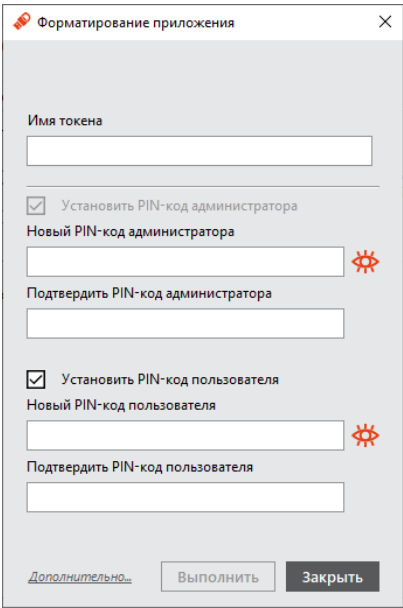 Форматирование приложения
Имя токена
Установить PIN-код администратора
Новый PIN-код администратора
Подтвердить PIN-код администратора
Установить PIN-код пользователя
Новый PIN-код пользователя
Подтвердить PIN-код пользователя
Дополнительно... Выполнить Закрыть